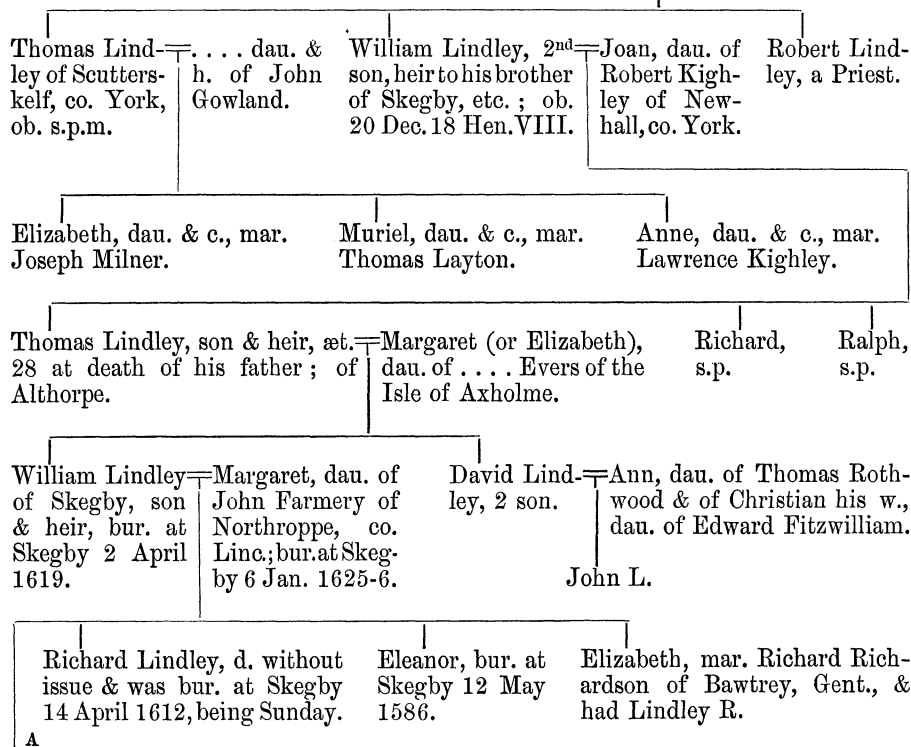 Thomas Lind-
ley of Scutters-
kelf, co. York,
ob. s.p.m.
. . . . dau. &
h. of John
Gowland.
William Lindley, 2nd
son, heir to his brother
of Skegby, etc. ; ob.
20 Dec. 18 Hen. VIII.
Joan, dau. of
Robert Kigh-
ley of New-
hall, co. York.
Robert Lind-
ley, a Priest.
Elizabeth, dau. & c., mar.
Joseph Milner.
Muriel, dau. & c., mar.
Thomas Layton.
Anne, dau. & c., mar.
Lawrence Kighley.
Thomas Lindley, son & heir, æt.
28 at death of his father ; of
Althorpe.
Margaret (or Elizabeth),
dau. of . . . . Evers of the
Isle of Axholme.
Richard,
s.p.
Ralph,
s.p.
William Lindley
of Skegby, son
& heir, bur. at
Skegby 2 April
1619.
Margaret, dau. of
John Farmery of
Northroppe, co.
Linc.; bur. at Skeg-
by 6 Jan. 1625-6.
David Lind-
ley, 2 son.
Ann, dau. of Thomas Roth-
wood & of Christian his w.,
dau. of Edward Fitzwilliam.
John L.
Richard Lindley, d. without
issue & was bur. at Skegby
14 April 1612, being Sunday.
Eleanor, bur. at
Skegby 12 May
1586.
Elizabeth, mar. Richard Rich-
ardson of Bawtrey, Gent., &
had Lindley R.
A